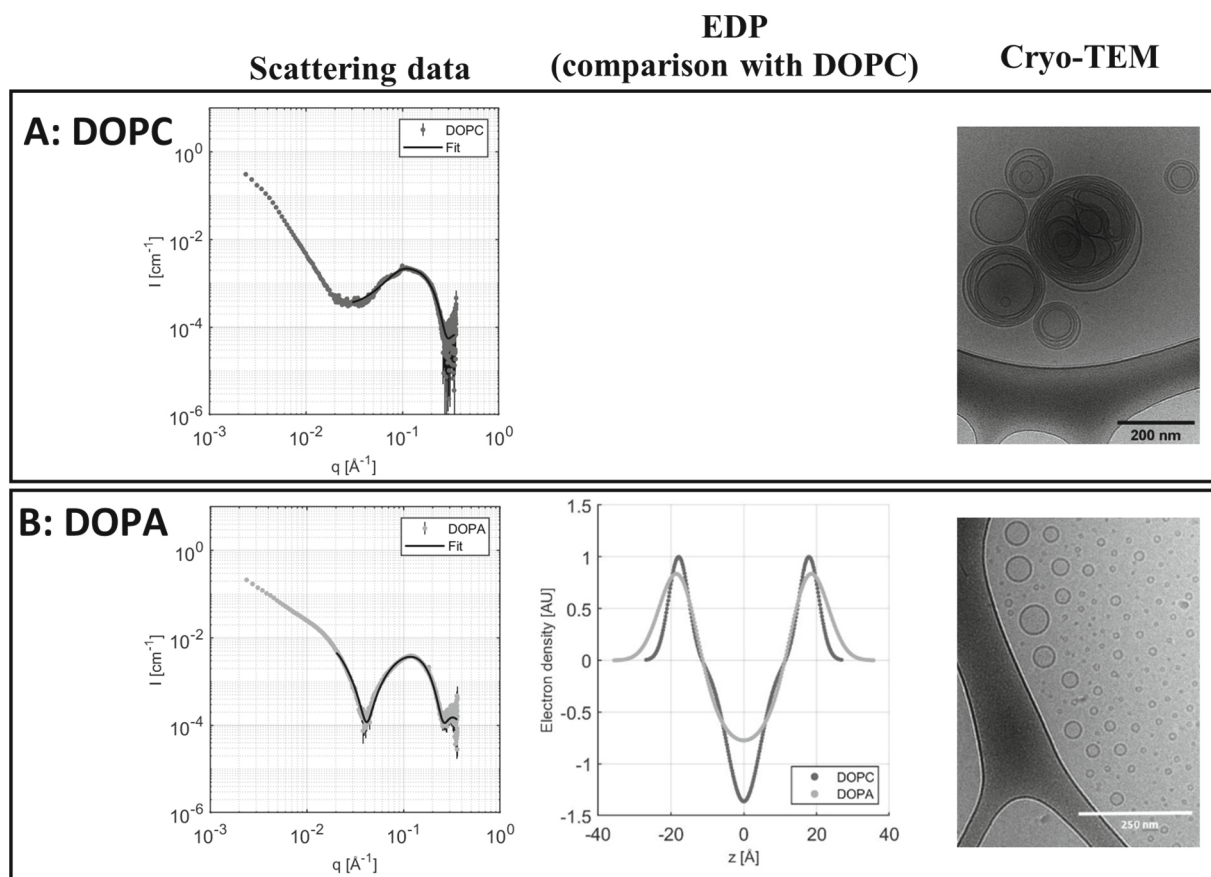 EDP
Scattering data
(comparison with DOPC)
Cryo-TEM
A: DOPC
DOPC
Fit
10^0
10^-2
10^-4
10^-6
I [cm^-1]
10^-3
10^-2
10^-1
10^0
q [Å^-1]
200 nm
B: DOPA
DOPA
Fit
10^0
10^-2
10^-4
10^-6
I [cm^-1]
10^-3
10^-2
10^-1
10^0
q [Å^-1]
1.5
1
0.5
0
-0.5
-1
-1.5
Electron density [AU]
DOPC
DOPA
-40
-20
0
20
40
z [Å]
250 nm